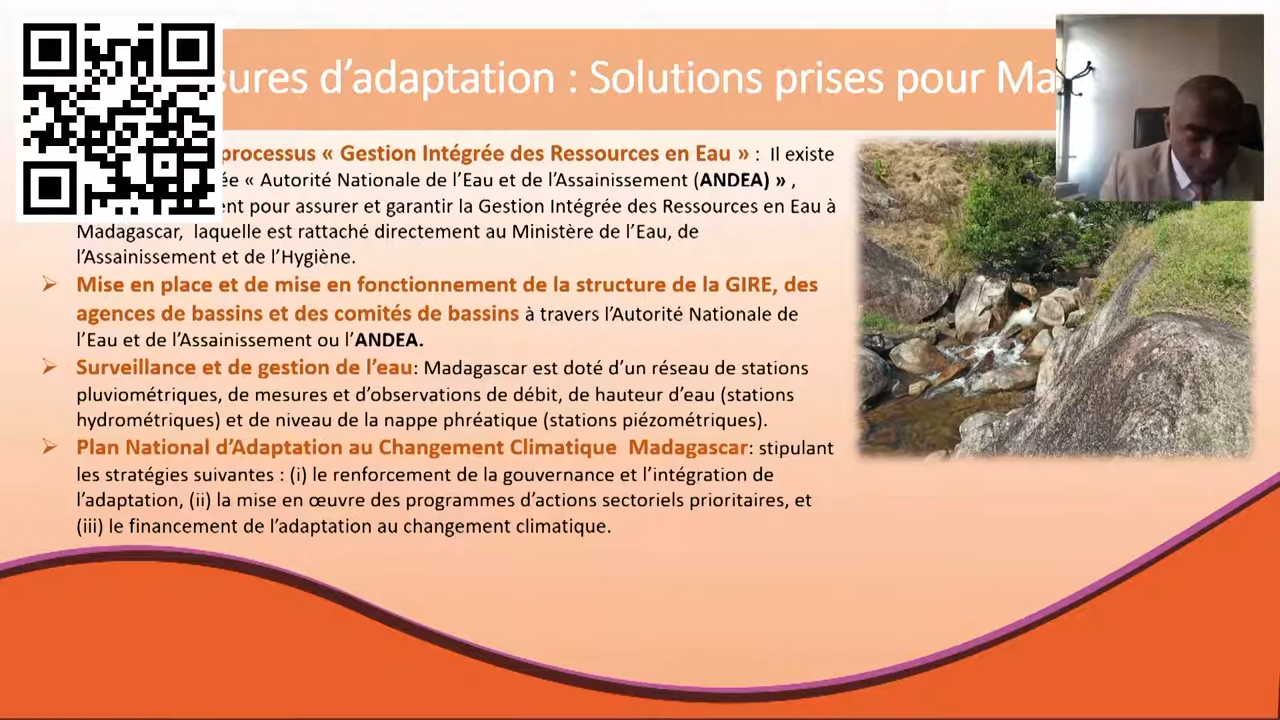 sures d’adaptation : Solutions prises pour Ma
processus « Gestion Intégrée des Ressources en Eau » : Il existe
ée « Autorité Nationale de l’Eau et de l’Assainissement (ANDEA) » ,
ent pour assurer et garantir la Gestion Intégrée des Ressources en Eau à
Madagascar, laquelle est rattaché directement au Ministère de l’Eau, de
l’Assainissement et de l’Hygiène.
➢ Mise en place et de mise en fonctionnement de la structure de la GIRE, des
agences de bassins et des comités de bassins à travers l’Autorité Nationale de
l’Eau et de l’Assainissement ou l’ANDEA.
➢ Surveillance et de gestion de l’eau: Madagascar est doté d’un réseau de stations
pluviométriques, de mesures et d’observations de débit, de hauteur d’eau (stations
hydrométriques) et de niveau de la nappe phréatique (stations piézométriques).
➢ Plan National d’Adaptation au Changement Climatique Madagascar: stipulant
les stratégies suivantes : (i) le renforcement de la gouvernance et l’intégration de
l’adaptation, (ii) la mise en œuvre des programmes d’actions sectoriels prioritaires, et
(iii) le financement de l’adaptation au changement climatique.